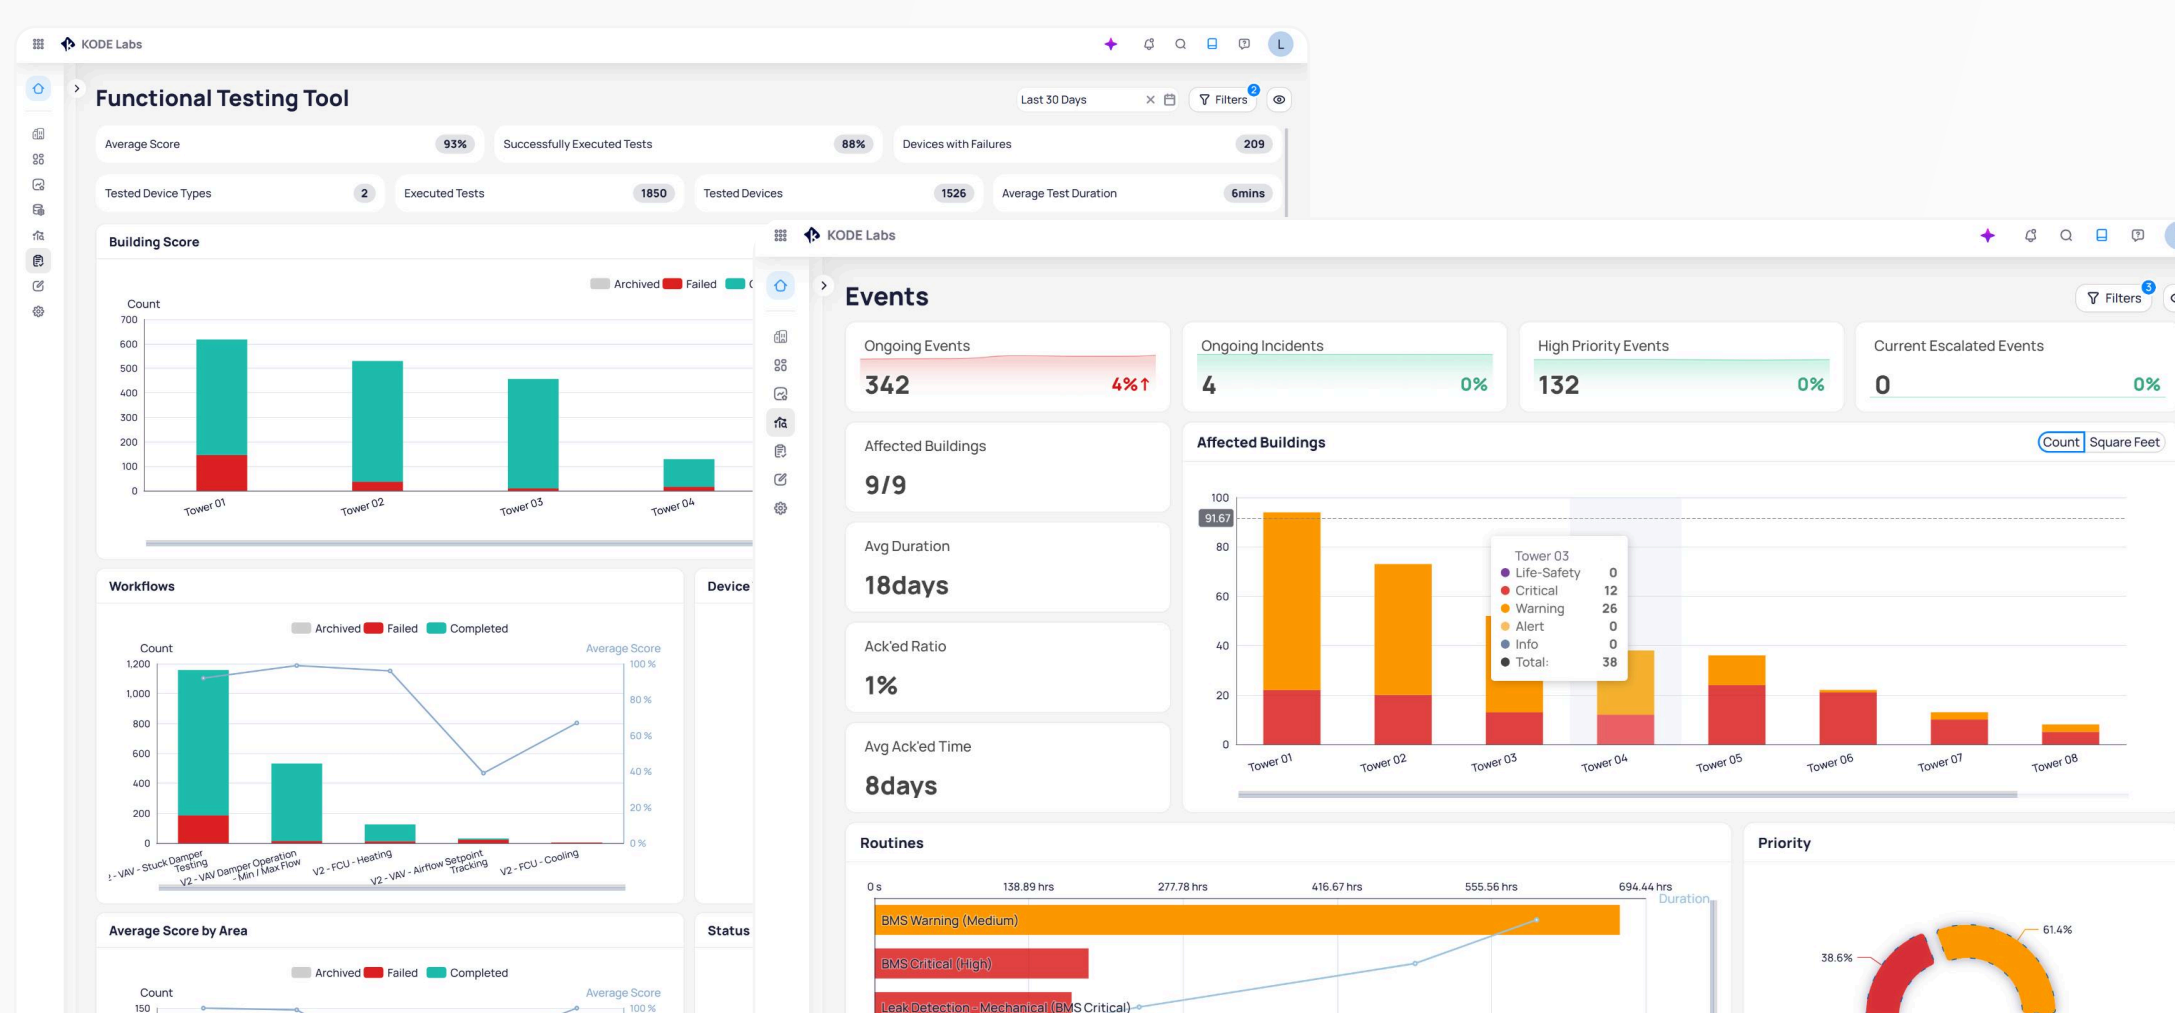 KODE Labs
L
Functional Testing Tool
Last 30 Days
Filters
2
Average Score 93%
Successfully Executed Tests 88%
Devices with Failures 209
Tested Device Types 2
Executed Tests 1850
Tested Devices 1526
Average Test Duration 6mins
Building Score
Archived Failed
Count
700
600
500
400
300
200
100
0
Tower 01 Tower 02 Tower 03 Tower 04
Workflows
Archived Failed Completed
Count
Average Score
1,200
1,000
800
600
400
200
0
100 %
80 %
60 %
40 %
20 %
0 %
- VAV - Stuck Damper
Testing
V2 - VAV Damper Operation
- Min / Max Flow
V2 - FCU - Heating
V2 - VAV - Airflow Setpoint
Tracking
V2 - FCU - Cooling
Device
Average Score by Area
Archived Failed Completed
Count
Average Score
150
100 %
Status
KODE Labs
Events
Filters
3
Ongoing Events
342 4%↑
Ongoing Incidents
4 0%
High Priority Events
132 0%
Current Escalated Events
0 0%
Affected Buildings
9/9
Avg Duration
18days
Ack'ed Ratio
1%
Avg Ack'ed Time
8days
Affected Buildings
Count Square Feet
100
91.67
80
60
40
20
0
Tower 03
Life-Safety 0
Critical 12
Warning 26
Alert 0
Info 0
Total: 38
Tower 01 Tower 02 Tower 03 Tower 04 Tower 05 Tower 06 Tower 07 Tower 08
Routines
0 s 138.89 hrs 277.78 hrs 416.67 hrs 555.56 hrs 694.44 hrs
Duration
BMS Warning (Medium)
BMS Critical (High)
Leak Detection - Mechanical (BMS Critical)
Priority
61.4%
38.6%